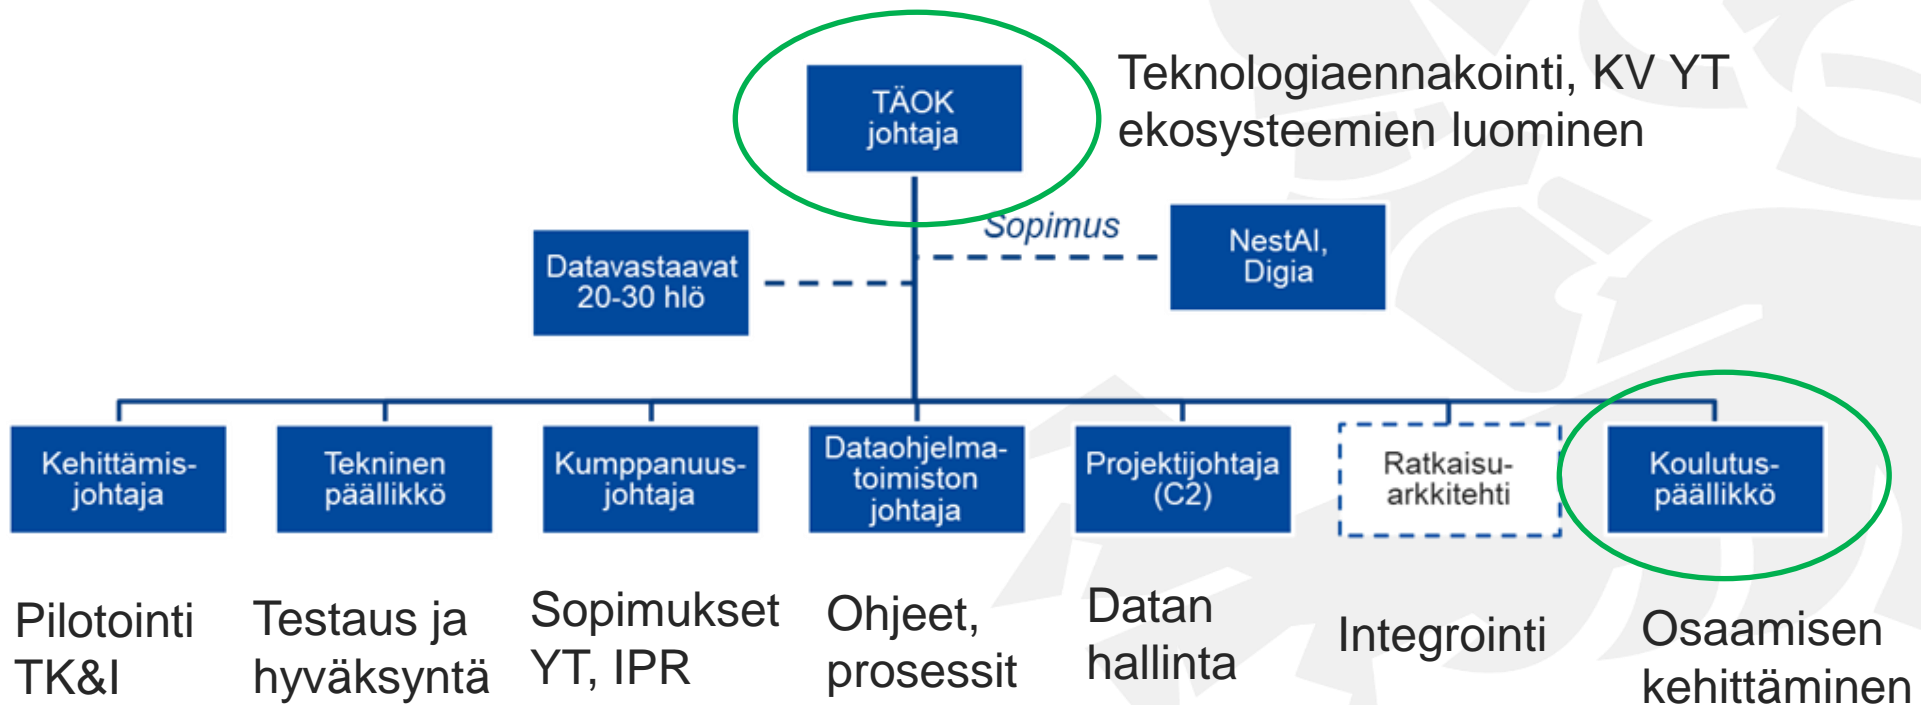 TÄOK
johtaja
Teknologiaennakointi, KV YT
ekosysteemien luominen
Sopimus
Datavastaavat
20-30 hlö
NestAI,
Digia
Kehittämis-
johtaja
Tekninen
päällikkö
Kumppanuus-
johtaja
Dataohjelma-
toimiston
johtaja
Projektijohtaja
(C2)
Ratkaisu-
arkkitehti
Koulutus-
päällikkö
Pilotointi
TK&I
Testaus ja
hyväksyntä
Sopimukset
YT, IPR
Ohjeet,
prosessit
Datan
hallinta
Integrointi
Osaamisen
kehittäminen